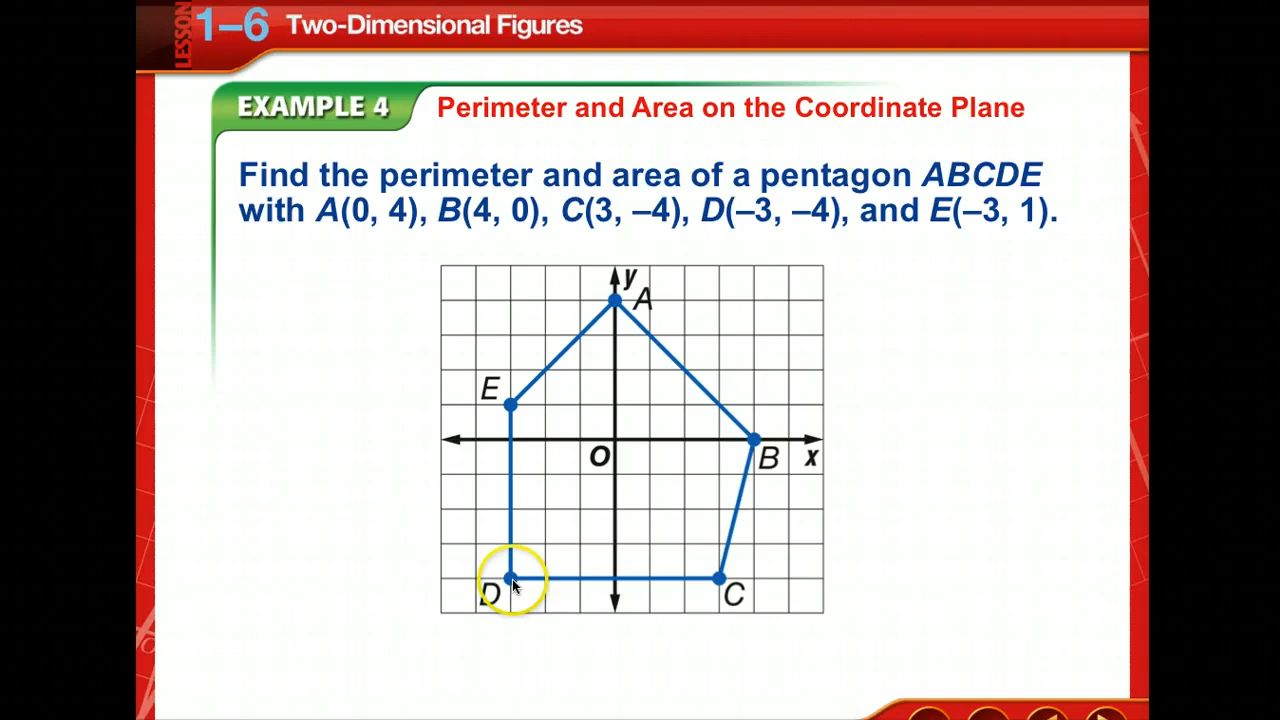 LESSON 1–6 Two-Dimensional Figures
EXAMPLE 4 Perimeter and Area on the Coordinate Plane
Find the perimeter and area of a pentagon ABCDE
with A(0, 4), B(4, 0), C(3, –4), D(–3, –4), and E(–3, 1).
y
A
E
O
B
x
D
C